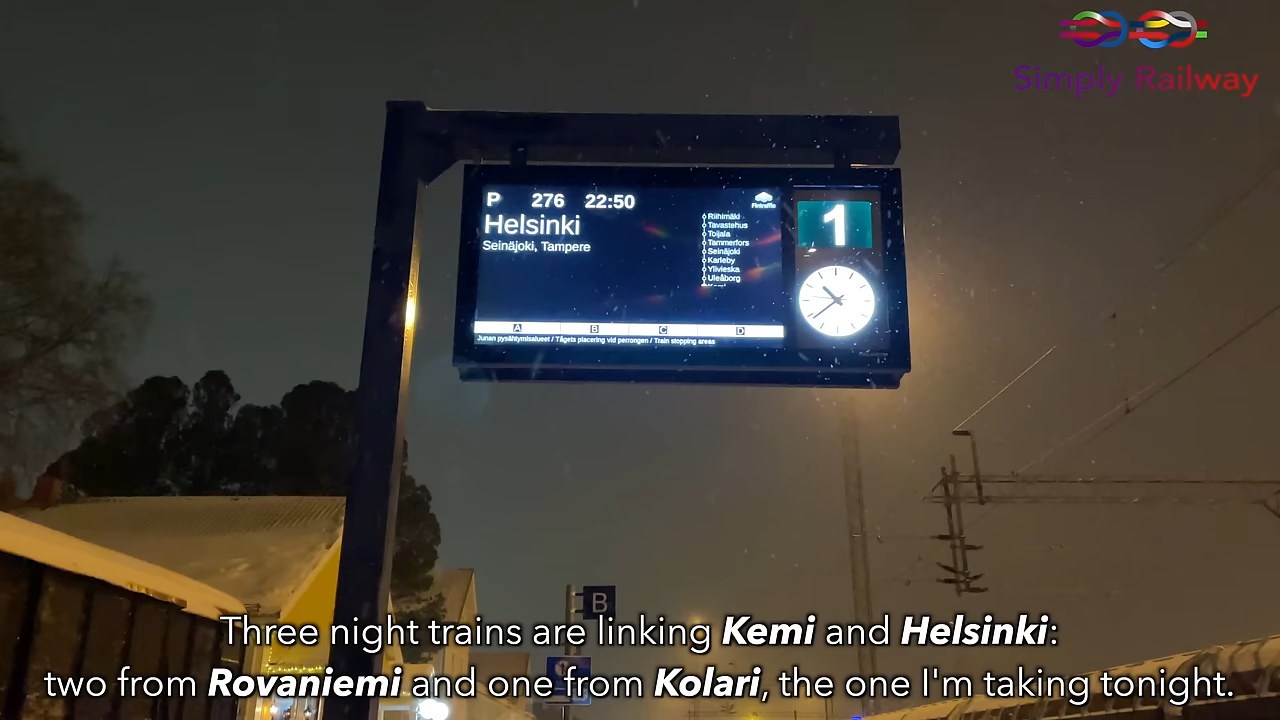 Simply Railway
P 276 22:50
Helsinki
Seinäjoki, Tampere
Fintraffic
Riihimäki
Tavastehus
Toijala
Tammerfors
Seinäjoki
Karleby
Ylivieska
Uleåborg
1
A B C D
Junan pysähtymisalueet / Tågets placering vid perrongen / Train stopping areas
B
Three night trains are linking Kemi and Helsinki:
two from Rovaniemi and one from Kolari, the one I'm taking tonight.